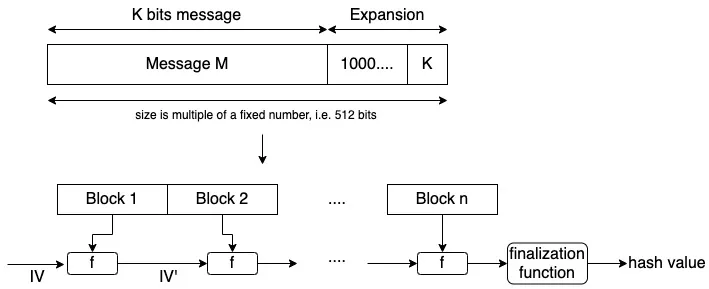 K bits message
Expansion
Message M
1000....
K
size is multiple of a fixed number, i.e. 512 bits
Block 1
Block 2
....
Block n
IV
f
IV'
f
....
f
finalization
function
hash value